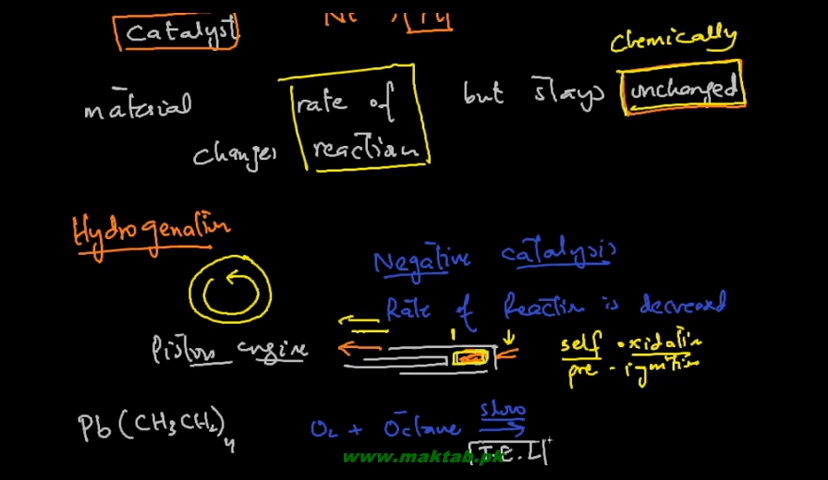 Catalyst
Chemically
material rate of but stays unchanged
changes reaction
Hydrogenation
Negative catalysis
Rate of Reaction is decreased
Piston engine self oxidation
pre-ignition
Pb(CH3CH2)4 O2 + Octane slow
T.E.L
www.maktab.pk